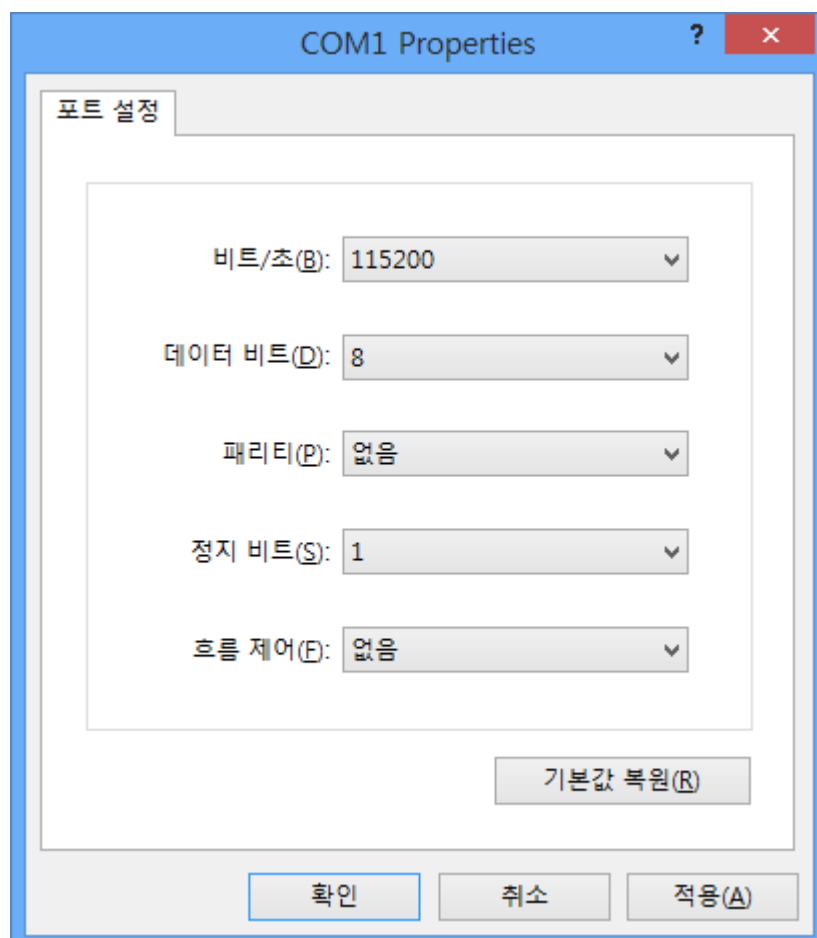 COM1 Properties ? ×
포트 설정
비트/초(B): 115200
데이터 비트(D): 8
패리티(P): 없음
정지 비트(S): 1
흐름 제어(F): 없음
기본값 복원(R)
확인 취소 적용(A)